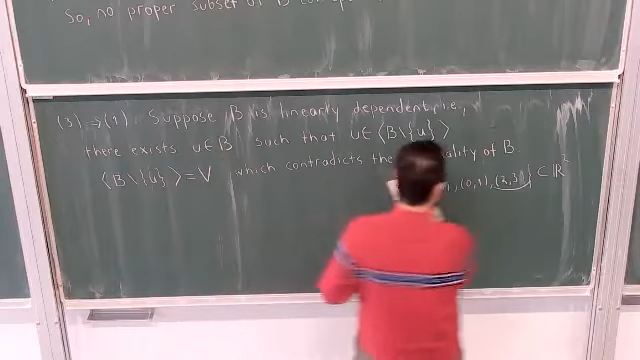 So, no proper subset of B
(3) ⇒ (1) Suppose B is linearly dependent, i.e.,
there exists u∈B such that u∈⟨B\{u}⟩
⟨B\{u}⟩=V, which contradicts the ality of B.
, (0,1), (2,3)} ⊂ ℝ²